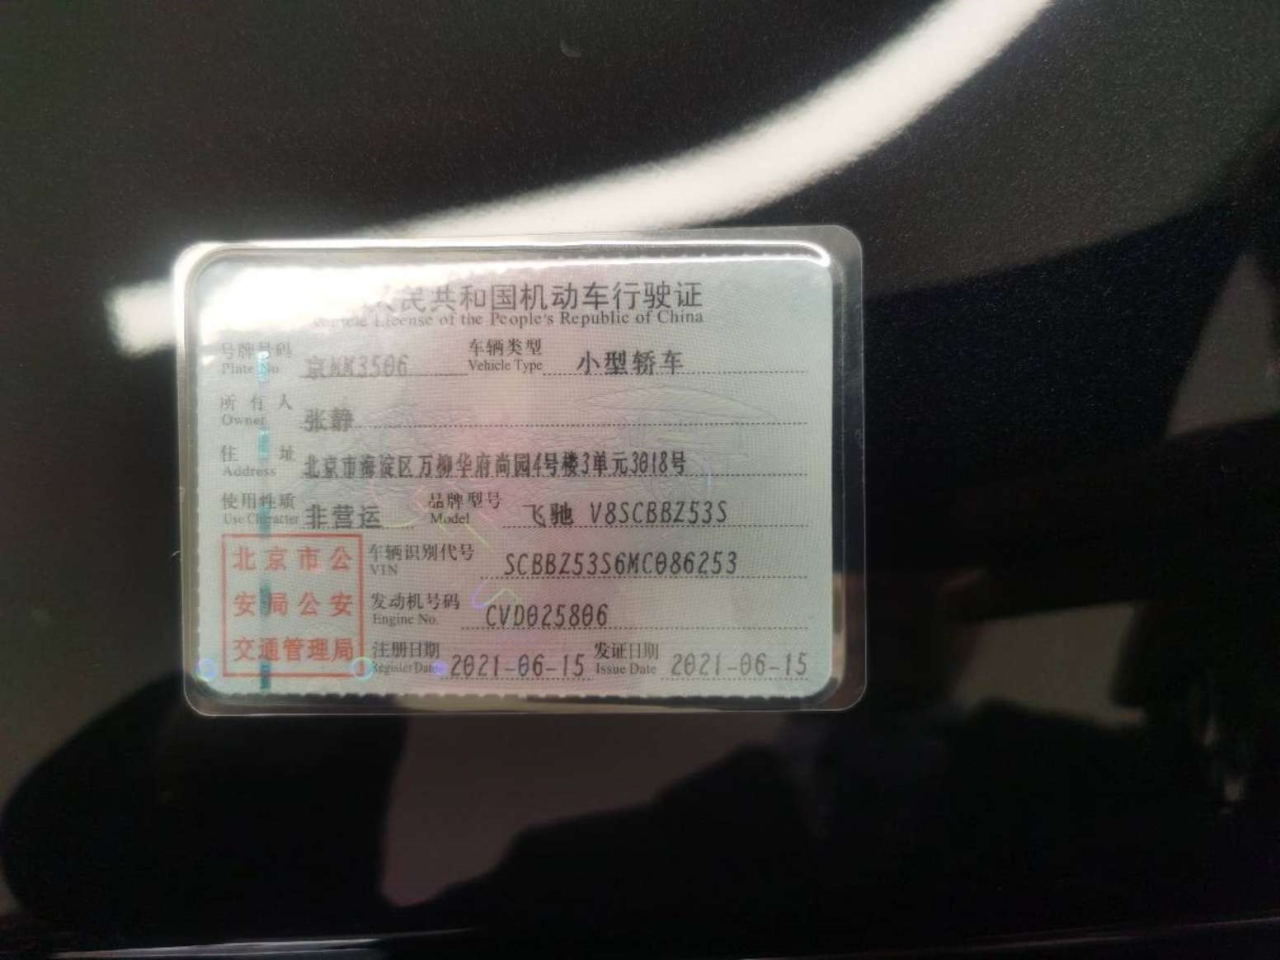 人民共和国机动车行驶证
Vehicle License of the People's Republic of China
号牌号码 京 车辆类型 小型轿车
Plate No. Vehicle Type
所有人 张静
Owner
住址 北京市海淀区万柳华府尚园4号楼3单元3018号
Address
使用性质 非营运 品牌型号 飞驰 V8SCBBZ53S
Use Character Model
北京市公 车辆识别代号 SCBBZ53S6MC086253
VIN
安局公安 发动机号码 CVD025806
Engine No.
交通管理局 注册日期 2021-06-15 发证日期 2021-06-15
Register Date Issue Date